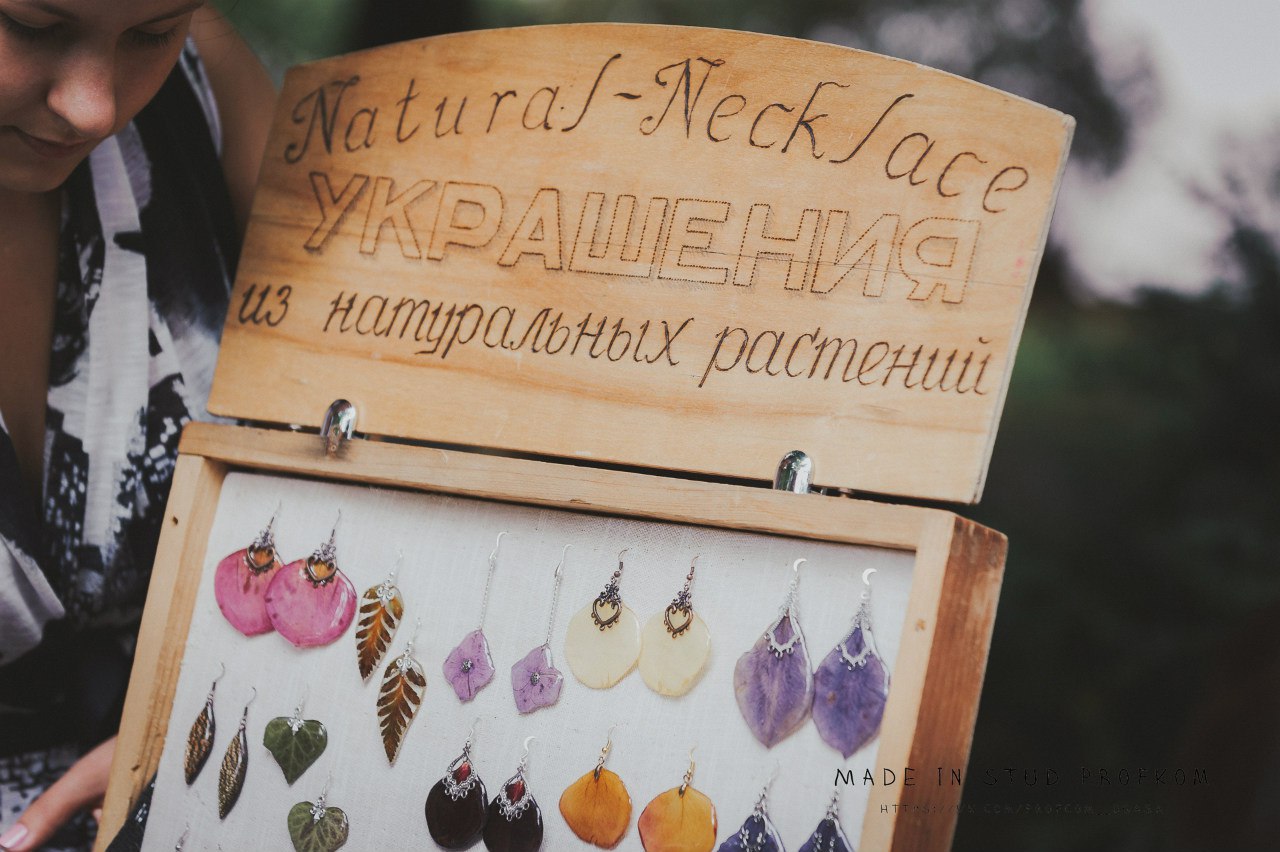 Natural-Necklace
УКРАШЕНИЯ
из натуральных растений
MADE IN STUD PROFKOM